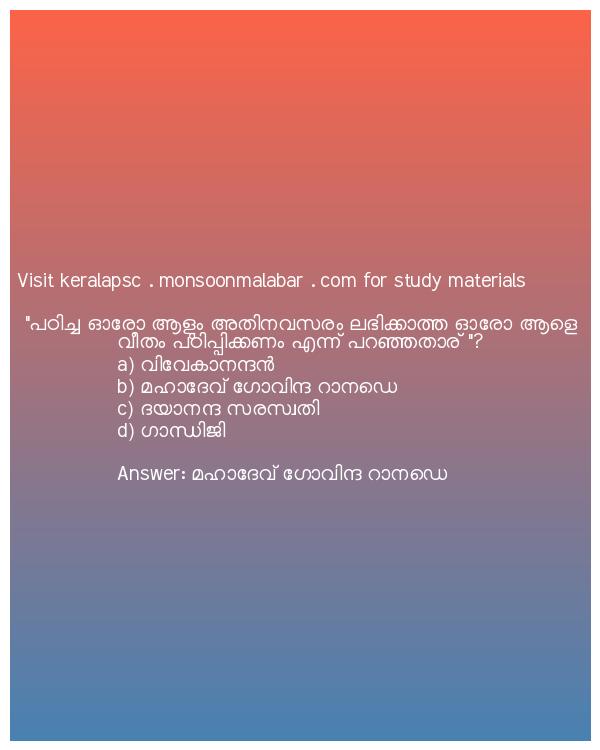 Visit keralapsc . monsoonmalabar . com for study materials
"പഠിച്ച ഓരോ ആളും അതിനവസരം ലഭിക്കാത്ത ഓരോ ആളെ
വീതം പഠിപ്പിക്കണം എന്ന് പറഞ്ഞതാര് "?
a) വിവേകാനന്ദൻ
b) മഹാദേവ് ഗോവിന്ദ റാനഡെ
c) ദയാനന്ദ സരസ്വതി
d) ഗാന്ധിജി
Answer: മഹാദേവ് ഗോവിന്ദ റാനഡെ